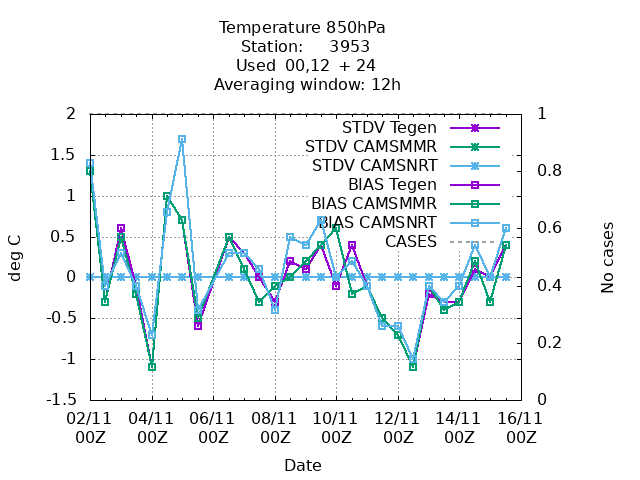 Temperature 850hPa
Station: 3953
Used 00,12 + 24
Averaging window: 12h
2 1
STDV Tegen
STDV CAMSMMR
1.5
STDV CAMSNRT 0.8
BIAS Tegen
1 BIAS CAMSMMR
BIAS CAMSNRT 0.6
0.5 CASES
deg C No cases
0 0.4
-0.5
0.2
-1
-1.5 0
02/11 04/11 06/11 08/11 10/11 12/11 14/11 16/11
00Z 00Z 00Z 00Z 00Z 00Z 00Z 00Z
Date